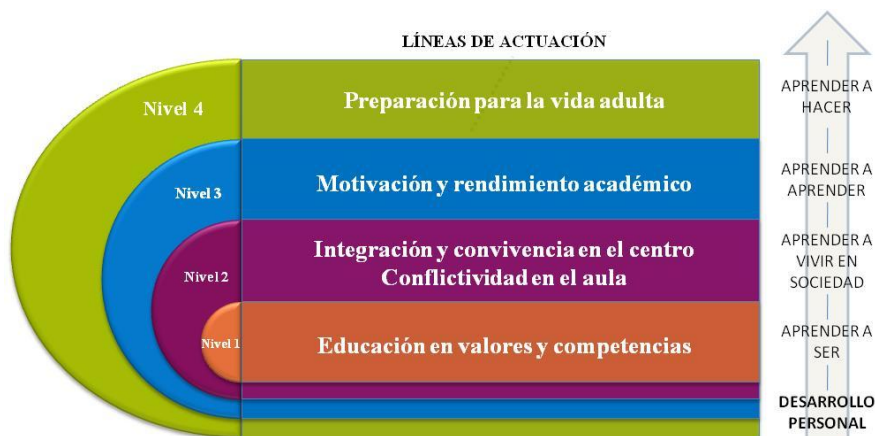 LÍNEAS DE ACTUACIÓN
Nivel 4
Preparación para la vida adulta
APRENDER A
HACER
Nivel 3
Motivación y rendimiento académico
APRENDER A
APRENDER
Nivel 2
Integración y convivencia en el centro
Conflictividad en el aula
APRENDER A
VIVIR EN
SOCIEDAD
Nivel 1
Educación en valores y competencias
APRENDER A
SER
DESARROLLO
PERSONAL